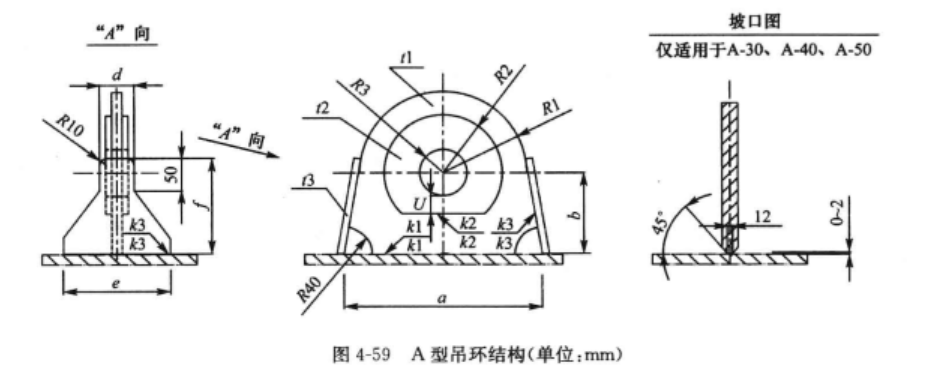 "A"向
d
R10
50
f
k3
k3
e
"A"向
t1
R3
R2
t2
R1
t3
U
k1
k1
k2
k2
k3
k3
b
R40
a
坡口图
仅适用于A-30、A-40、A-50
45°
12
0~2
图 4-59 A 型吊环结构(单位:mm)